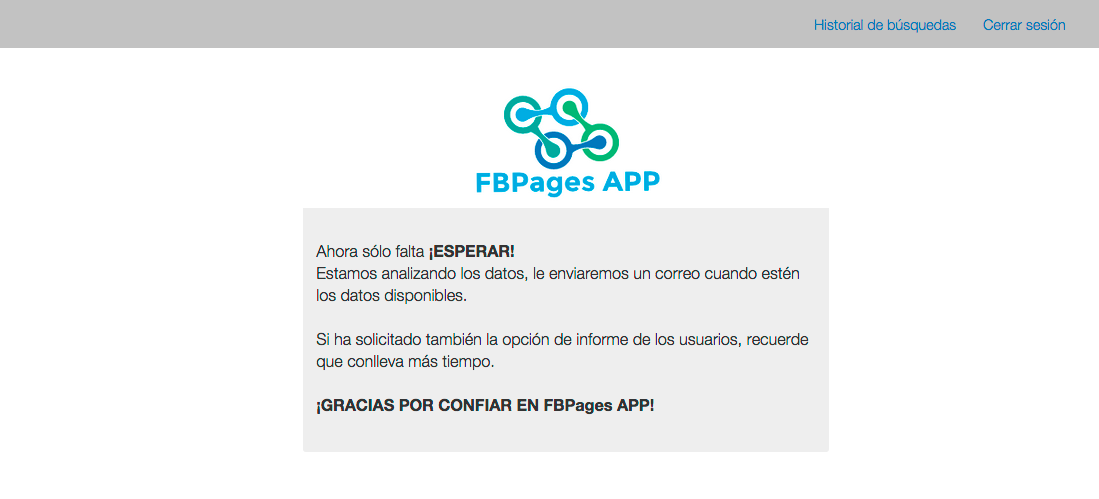 Historial de búsquedas Cerrar sesión
FBPages APP
Ahora sólo falta ¡ESPERAR!
Estamos analizando los datos, le enviaremos un correo cuando estén
los datos disponibles.
Si ha solicitado también la opción de informe de los usuarios, recuerde
que conlleva más tiempo.
¡GRACIAS POR CONFIAR EN FBPages APP!